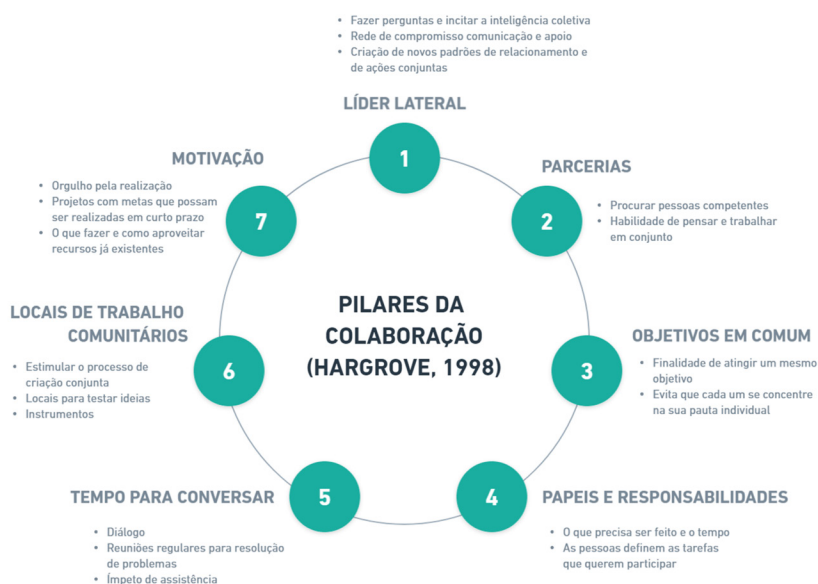 • Fazer perguntas e incitar a inteligência coletiva
• Rede de compromisso comunicação e apoio
• Criação de novos padrões de relacionamento e
de ações conjuntas
LÍDER LATERAL
1
PARCERIAS
2
• Procurar pessoas competentes
• Habilidade de pensar e trabalhar
em conjunto
OBJETIVOS EM COMUM
3
• Finalidade de atingir um mesmo
objetivo
• Evita que cada um se concentre
na sua pauta individual
PAPEIS E RESPONSABILIDADES
4
• O que precisa ser feito e o tempo
• As pessoas definem as tarefas
que querem participar
TEMPO PARA CONVERSAR
5
• Diálogo
• Reuniões regulares para resolução
de problemas
• Ímpeto de assistência
LOCAIS DE TRABALHO
COMUNITÁRIOS
6
• Estimular o processo de
criação conjunta
• Locais para testar ideias
• Instrumentos
MOTIVAÇÃO
7
• Orgulho pela realização
• Projetos com metas que possam
ser realizadas em curto prazo
• O que fazer e como aproveitar
recursos já existentes
PILARES DA
COLABORAÇÃO
(HARGROVE, 1998)